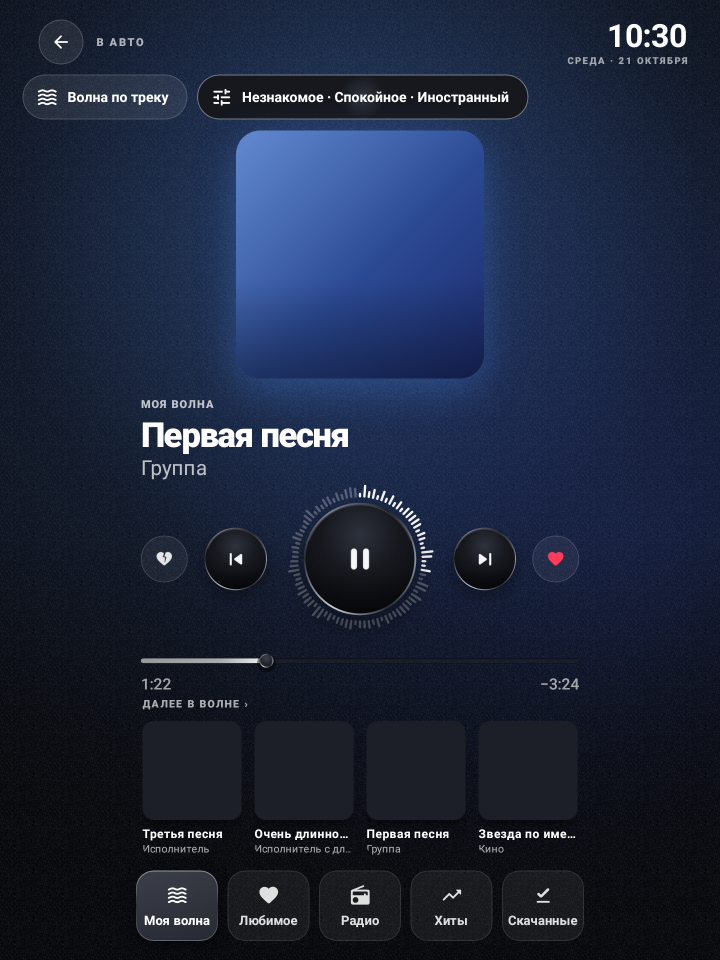 В АВТО
10:30
СРЕДА · 21 ОКТЯБРЯ
Волна по треку
Незнакомое · Спокойное · Иностранный
МОЯ ВОЛНА
Первая песня
Группа
1:22
−3:24
ДАЛЕЕ В ВОЛНЕ ›
Третья песня
Очень длинно…
Первая песня
Звезда по име…
Исполнитель
Исполнитель с дл…
Группа
Кино
Моя волна
Любимое
Радио
Хиты
Скачанные